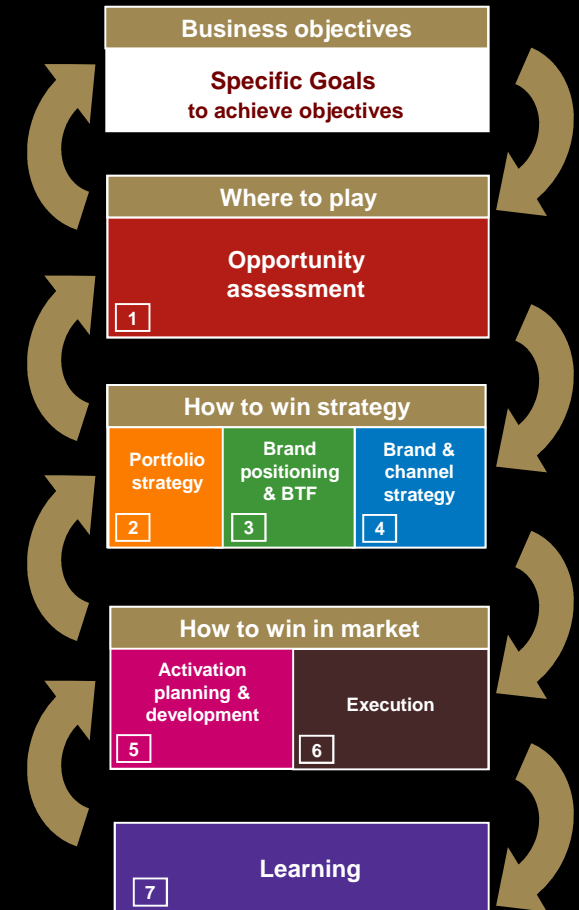 Business objectives
Specific Goals
to achieve objectives
Where to play
Opportunity
assessment
1
How to win strategy
Portfolio
strategy
2
Brand
positioning
& BTF
3
Brand &
channel
strategy
4
How to win in market
Activation
planning &
development
5
Execution
6
Learning
7